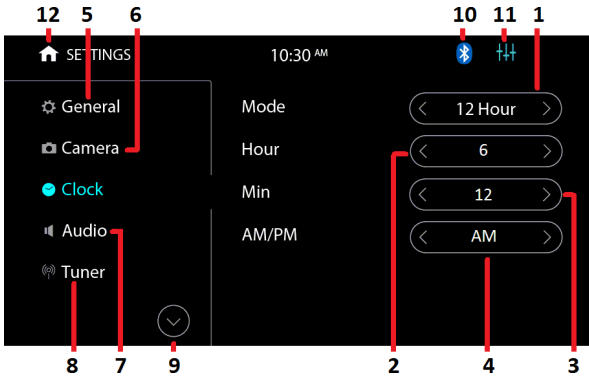 12 5 6 10 11 1
SETTINGS 10:30 AM
General
Camera
Clock
Audio
Tuner
Mode 12 Hour
Hour 6
Min 12
AM/PM AM
8 7 9 2 4 3